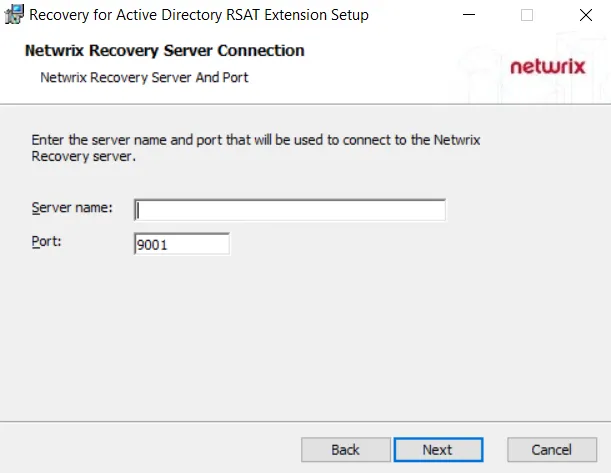 Recovery for Active Directory RSAT Extension Setup
Netwrix Recovery Server Connection
Netwrix Recovery Server And Port
netwrix
Enter the server name and port that will be used to connect to the Netwrix
Recovery server.
Server name:
Port:
9001
Back
Next
Cancel